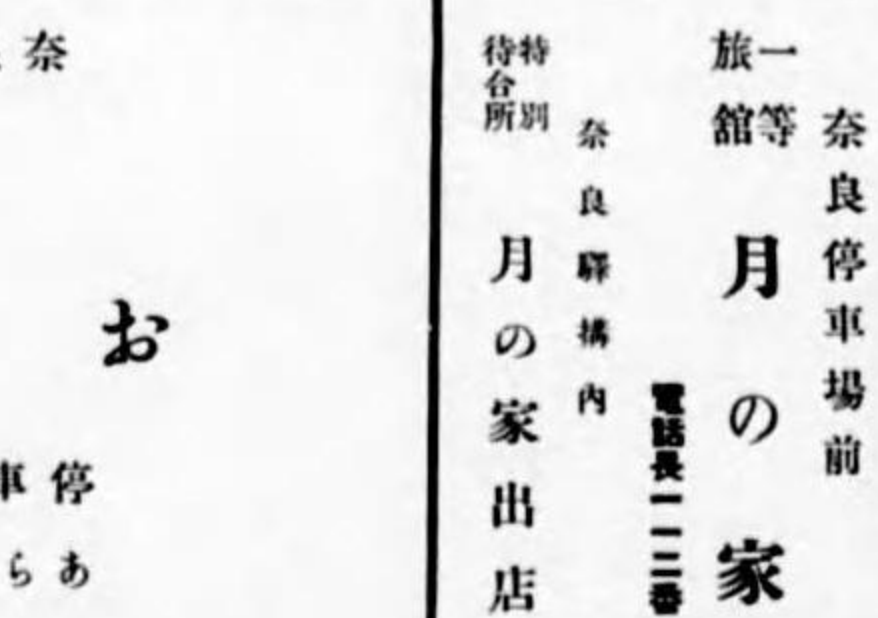 奈良停車場前
一等
旅館
月の家
電話長一一二番
奈良驛構内
特別
待合所
月の家出店
奈
お
停
車
あ
ら